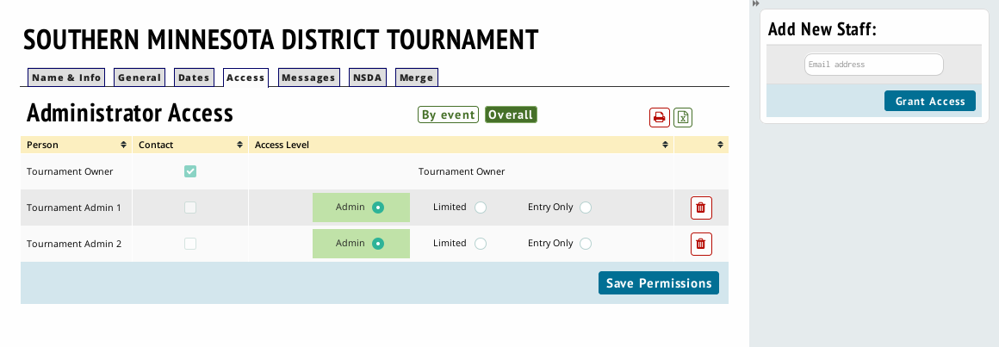 SOUTHERN MINNESOTA DISTRICT TOURNAMENT
Name & Info General Dates Access Messages NSDA Merge
Administrator Access By event Overall
Person Contact Access Level
Tournament Owner Tournament Owner
Tournament Admin 1 Admin Limited Entry Only
Tournament Admin 2 Admin Limited Entry Only
Save Permissions
Add New Staff:
Email address
Grant Access